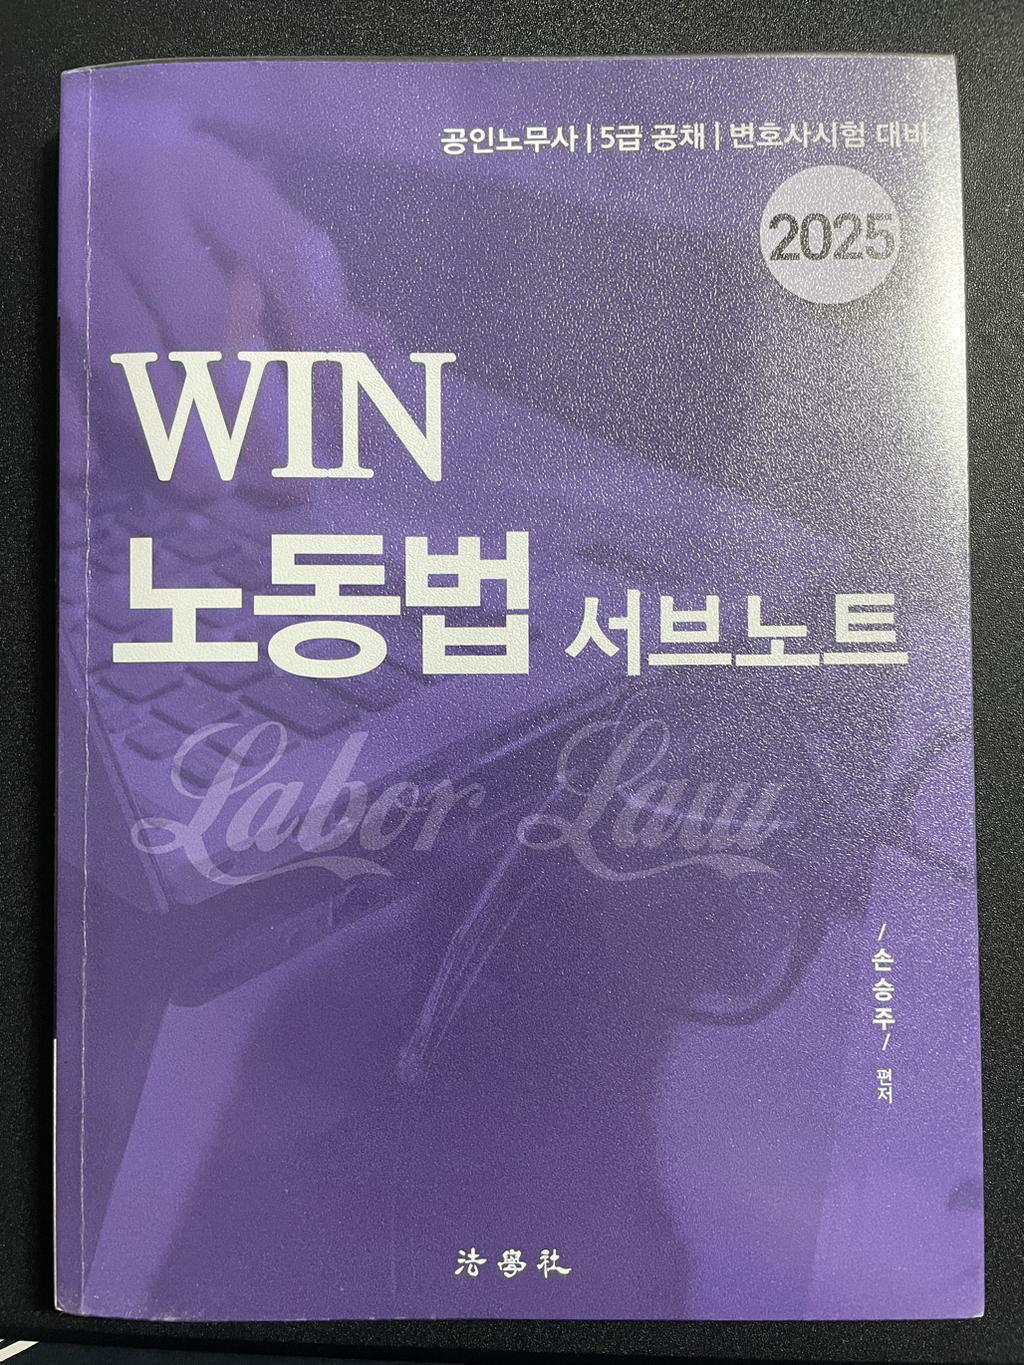 공인노무사 | 5급 공채 | 변호사시험 대비
2025
WIN
노동법 서브노트
Labor Law
/ 손승주 / 편저
法學社